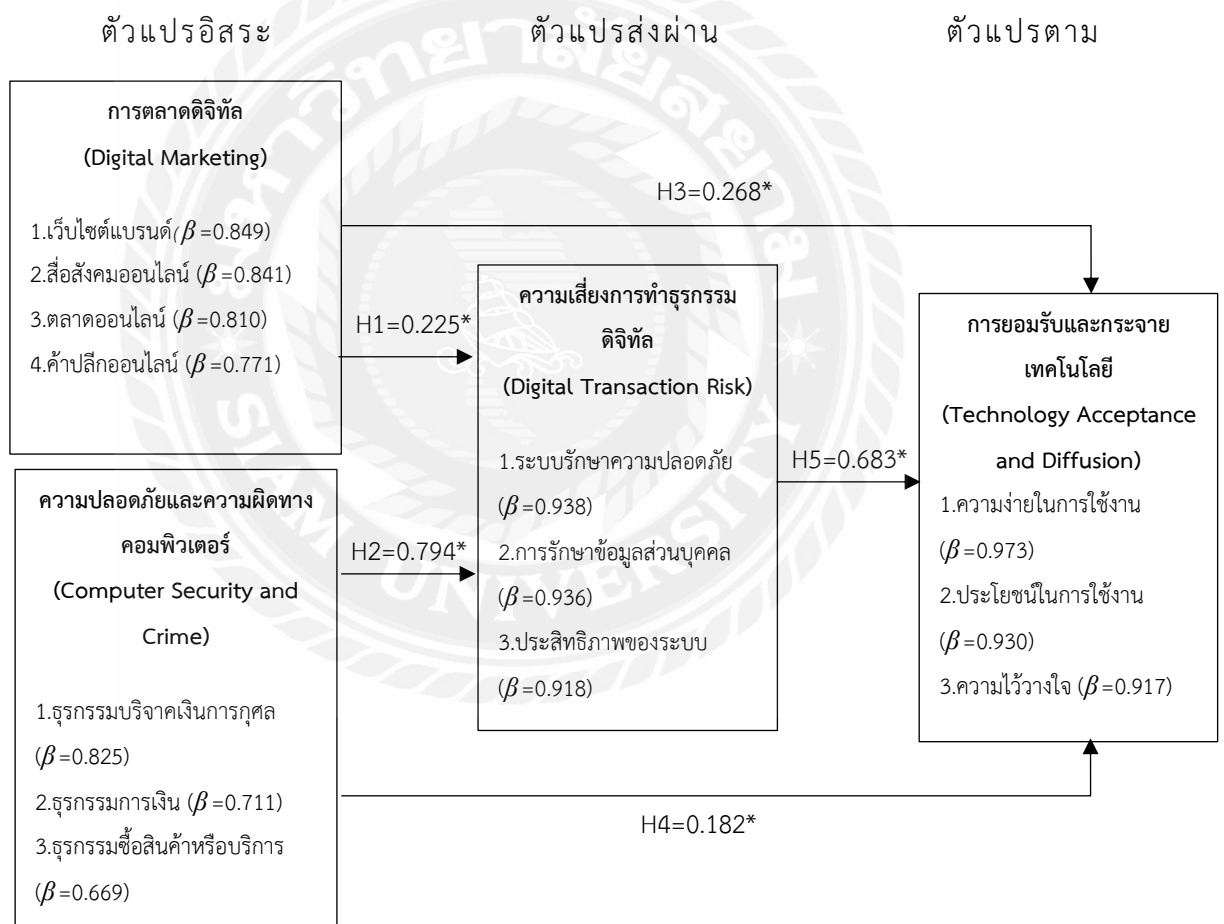 ตัวแปรอิสระ
ตัวแปรส่งผ่าน
ตัวแปรตาม
การตลาดดิจิทัล
(Digital Marketing)
1.เว็บไซต์แบรนด์(β=0.849)
2.สื่อสังคมออนไลน์ (β=0.841)
3.ตลาดออนไลน์ (β=0.810)
4.ค้าปลีกออนไลน์ (β=0.771)
ความปลอดภัยและความผิดทาง
คอมพิวเตอร์
(Computer Security and
Crime)
1.ธุรกรรมบริจาคเงินการกุศล
(β=0.825)
2.ธุรกรรมการเงิน (β=0.711)
3.ธุรกรรมซื้อสินค้าหรือบริการ
(β=0.669)
H3=0.268*
H1=0.225*
H2=0.794*
ความเสี่ยงการทำธุรกรรม
ดิจิทัล
(Digital Transaction Risk)
1.ระบบรักษาความปลอดภัย
(β=0.938)
2.การรักษาข้อมูลส่วนบุคคล
(β=0.936)
3.ประสิทธิภาพของระบบ
(β=0.918)
H5=0.683*
H4=0.182*
การยอมรับและกระจาย
เทคโนโลยี
(Technology Acceptance
and Diffusion)
1.ความง่ายในการใช้งาน
(β=0.973)
2.ประโยชน์ในการใช้งาน
(β=0.930)
3.ความไว้วางใจ (β=0.917)
มหาวิทยาลัยสยาม
SIAM UNIVERSITY